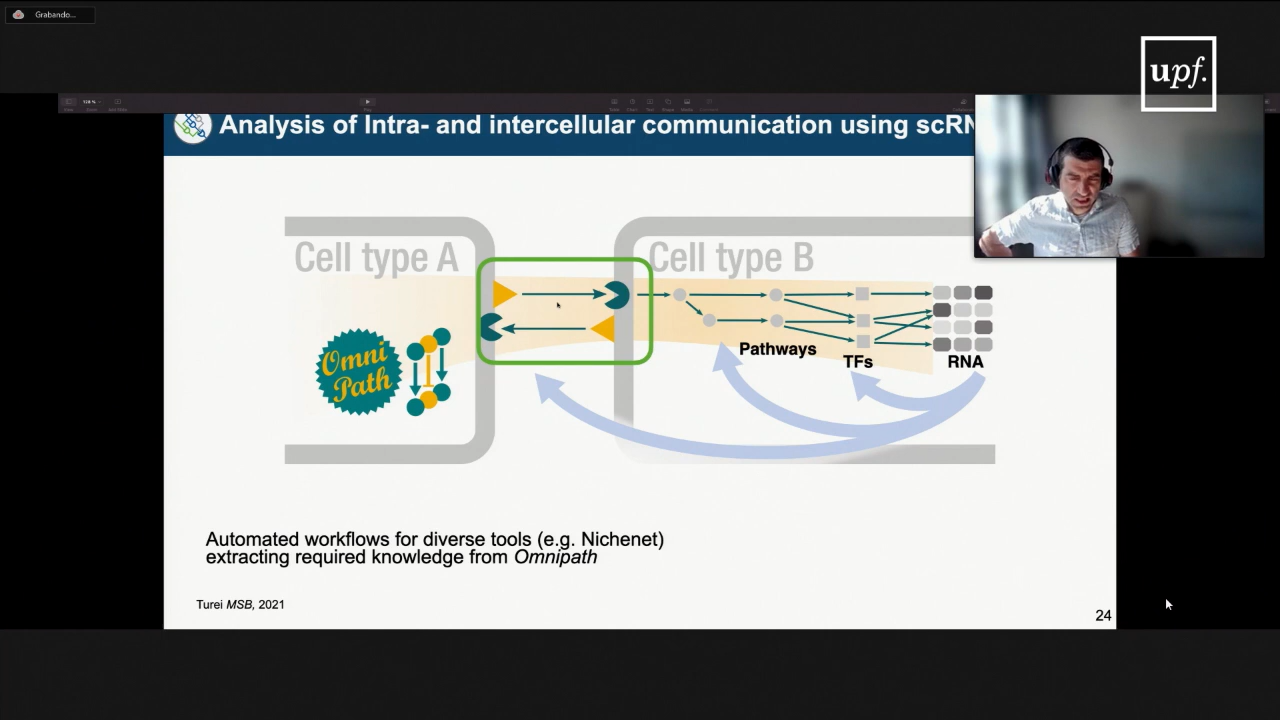 Grabando...
upf.
128 %
Analysis of Intra- and intercellular communication using scRN
Cell type A
Cell type B
Omni
Path
Pathways
TFs
RNA
Automated workflows for diverse tools (e.g. Nichenet)
extracting required knowledge from Omnipath
Turei MSB, 2021
24